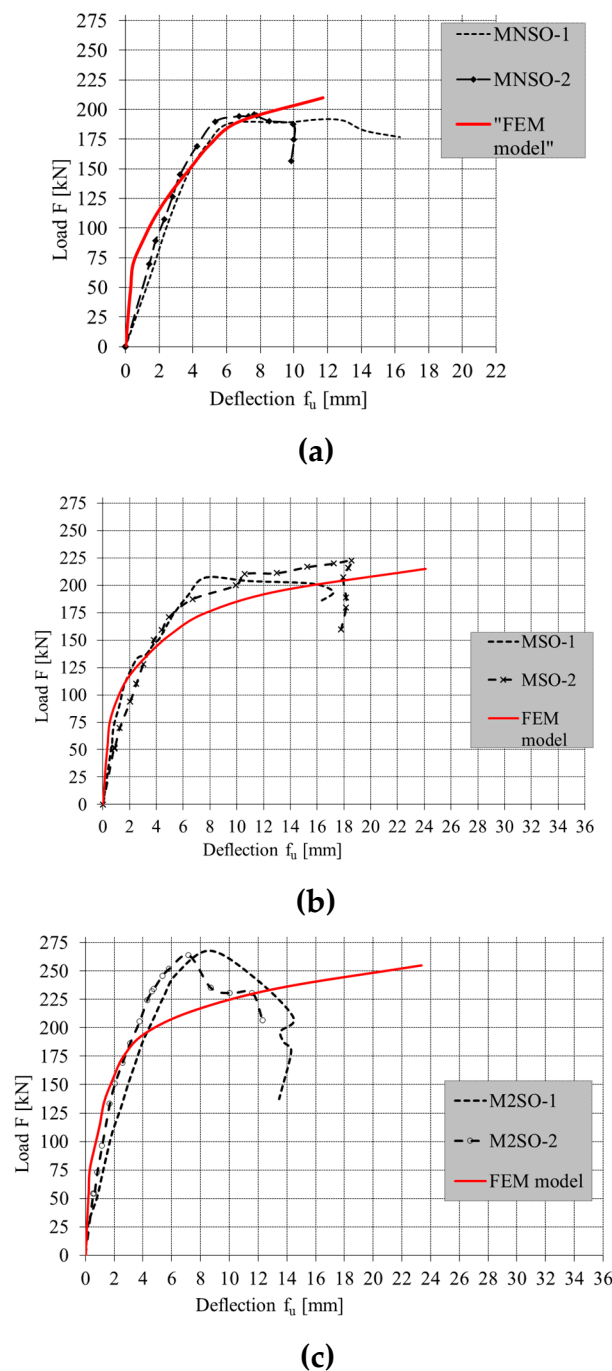 275
250
225
200
175
150
125
100
75
50
25
0
Load F [kN]
0 2 4 6 8 10 12 14 16 18 20 22
Deflection fu [mm]
MNSO-1
MNSO-2
"FEM
model"
(a)
275
250
225
200
175
150
125
100
75
50
25
0
Load F [kN]
0 2 4 6 8 10 12 14 16 18 20 22 24 26 28 30 32 34 36 38
Deflection fu [mm]
MSO-1
MSO-2
FEM
model
(b)
275
250
225
200
175
150
125
100
75
50
25
0
Load F [kN]
0 2 4 6 8 10 12 14 16 18 20 22 24 26 28 30 32 34 36
Deflection fu [mm]
M2SO-1
M2SO-2
FEM model
(c)